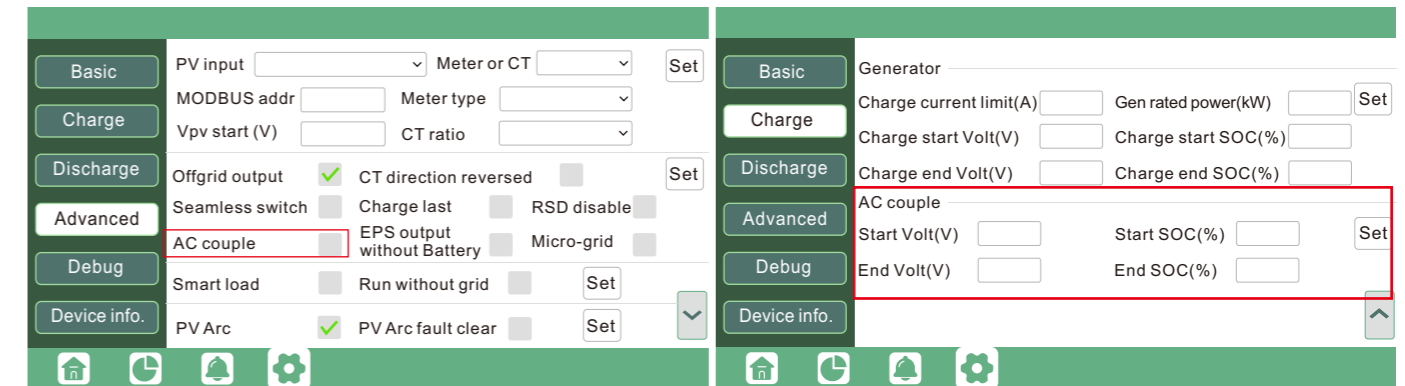 Basic
Charge
Discharge
Advanced
Debug
Device info.
PV input Meter or CT Set
MODBUS addr Meter type
Vpv start (V) CT ratio
Offgrid output CT direction reversed Set
Seamless switch Charge last RSD disable
AC couple EPS output without Battery Micro-grid
Smart load Run without grid Set
PV Arc PV Arc fault clear Set
Basic
Charge
Discharge
Advanced
Debug
Device info.
Generator
Charge current limit(A) Gen rated power(kW) Set
Charge start Volt(V) Charge start SOC(%)
Charge end Volt(V) Charge end SOC(%)
AC couple
Start Volt(V) Start SOC(%) Set
End Volt(V) End SOC(%)